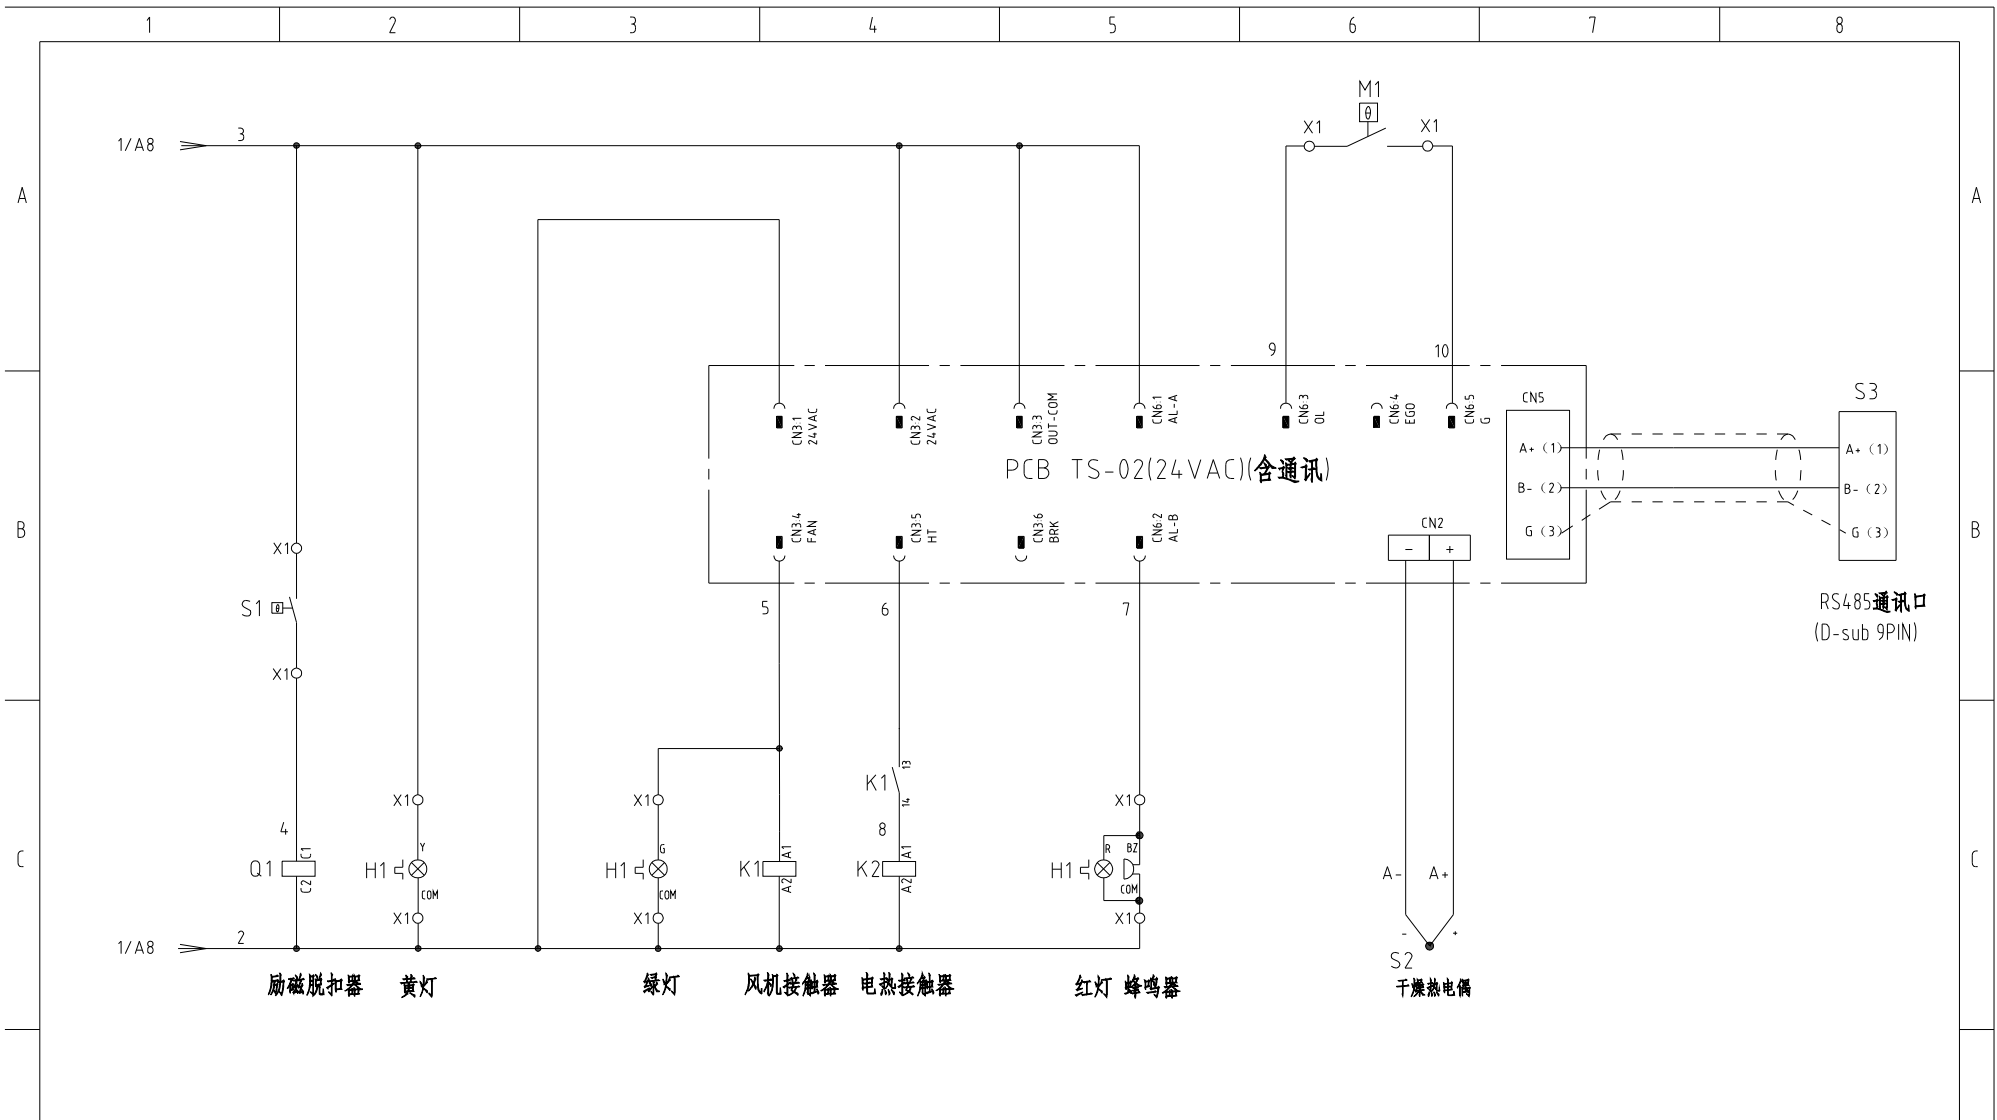 1 2 3 4 5 6 7 8
M1
θ
X1 X1
3
1/A8
A A
9 10
CN3:1
24VAC
CN3:2
24VAC
CN3:3
OUT-COM
CN6:1
AL-A
CN6:3
OL
CN6:4
EGO
CN6:5
G
CN5
S3
A+ (1) A+ (1)
PCB TS-02(24VAC)(含通讯)
B- (2) B- (2)
CN3:4
FAN
CN3:5
HT
CN3:6
BRK
CN6:2
AL-B
CN2
G (3) G (3)
B B
- +
X1
S1 θ
5 6 7
RS485通讯口
(D-sub 9PIN)
X1
K1 13
14
X1 X1 X1
4 8
C C
Q1 C1
C2
H1 Y
COM
H1 G
COM
K1 A1
A2
K2 A1
A2
H1 R BZ
COM
A- A+
X1 X1 X1
- +
1/A8 2
S2
励磁脱扣器 黄灯 绿灯 风机接触器 电热接触器 红灯 蜂鸣器 干燥热电偶